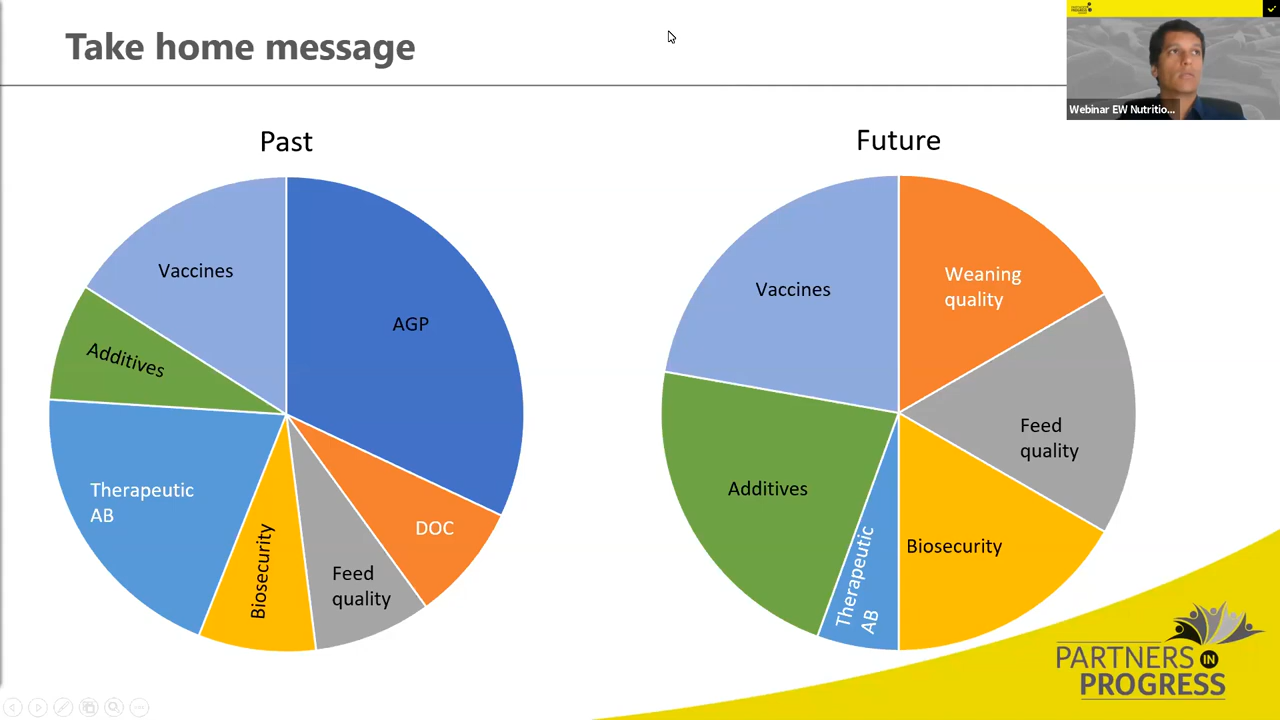 Take home message
Webinar EW Nutritio...
Past
Future
Vaccines
AGP
Additives
Therapeutic
AB
DOC
Biosecurity
Feed
quality
Vaccines
Weaning
quality
Feed
quality
Additives
Biosecurity
Therapeutic
AB
PARTNERS IN
PROGRESS